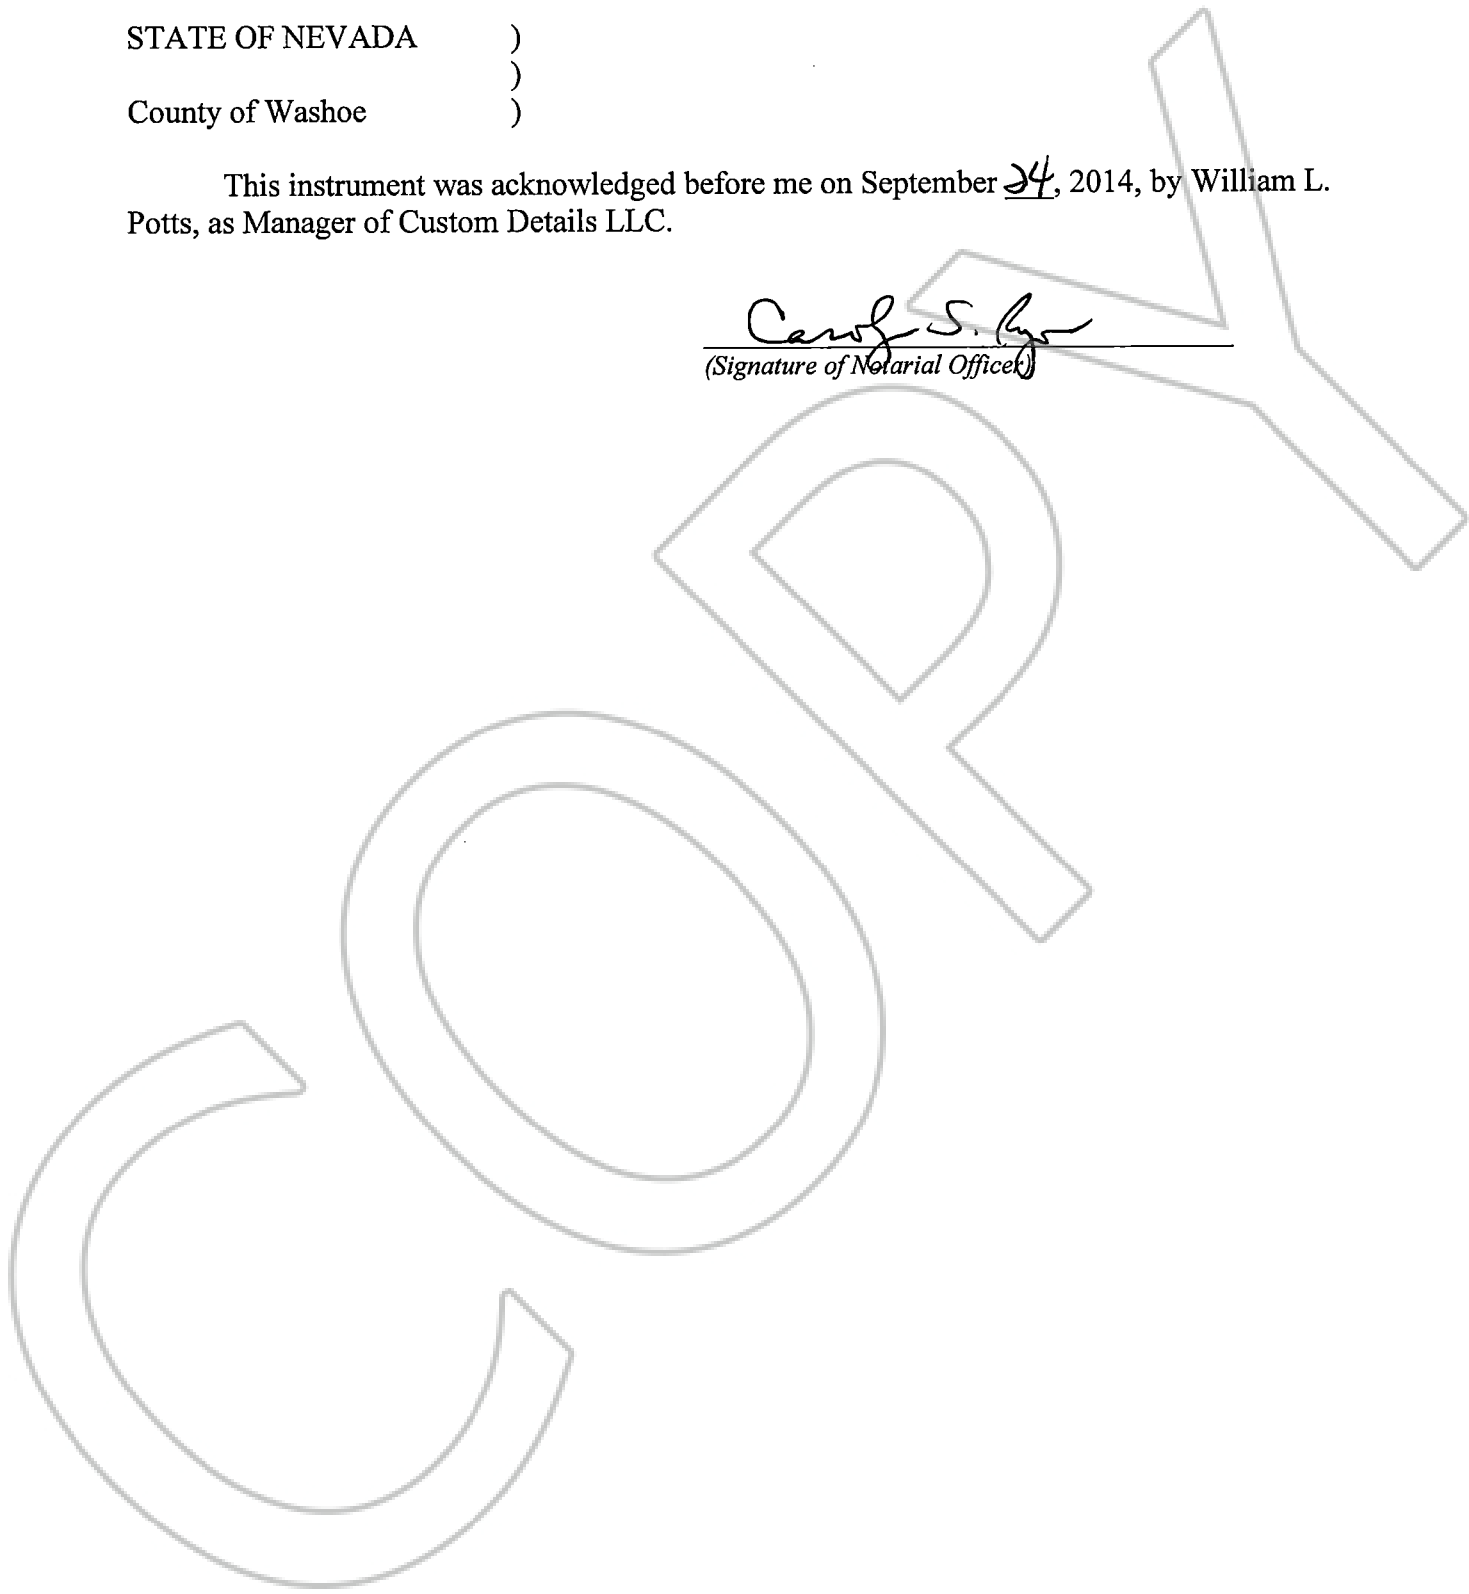 STATE OF NEVADA )
)
County of Washoe )
This instrument was acknowledged before me on September 24, 2014, by William L.
Potts, as Manager of Custom Details LLC.
S.
(Signature of Notarial Officer)
COPY